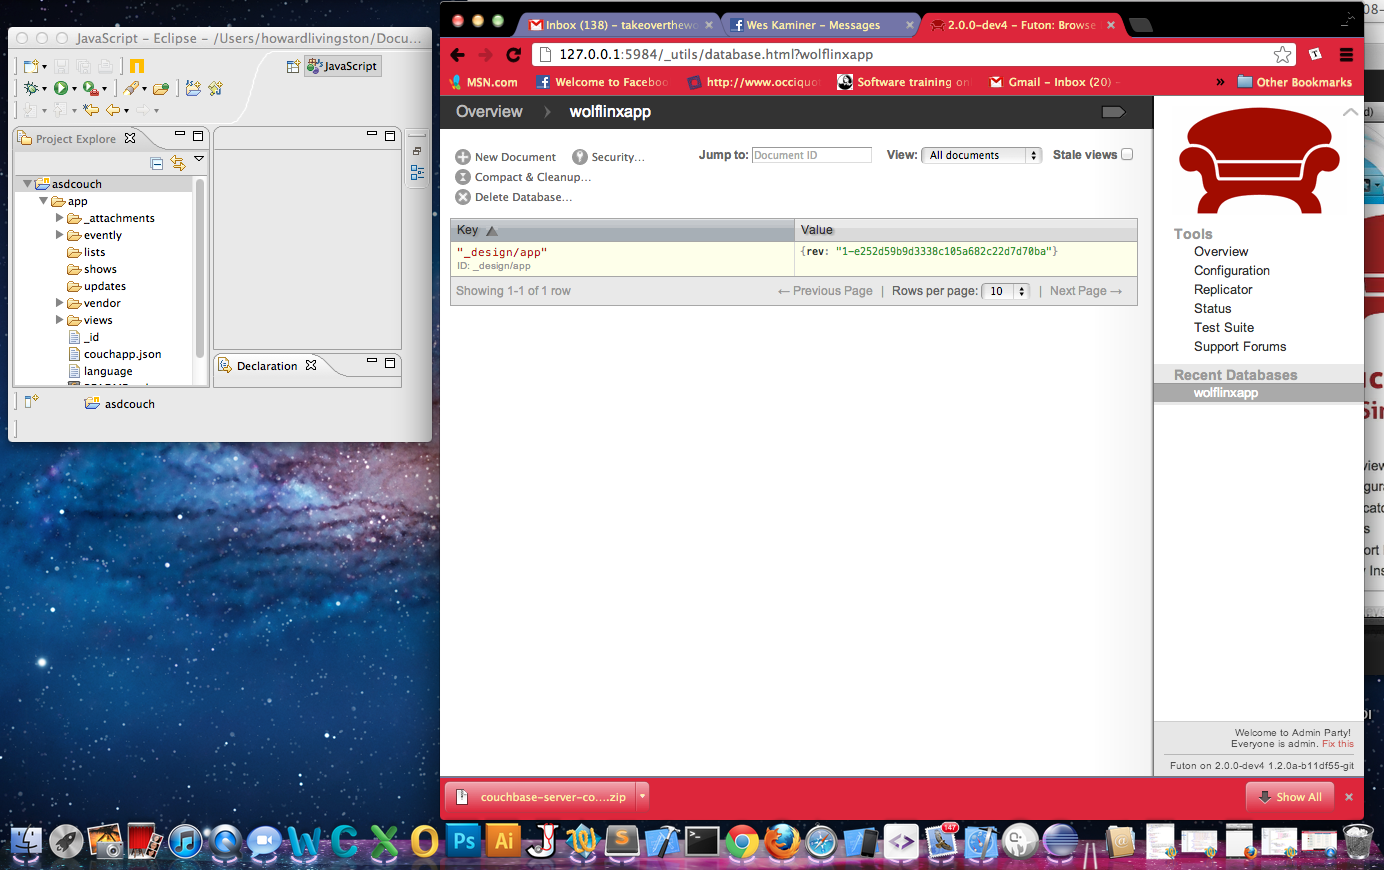 JavaScript – Eclipse – /Users/howardlivingston/Docu...
JavaScript
Project Explore
asdcouch
app
_attachments
evently
lists
shows
updates
vendor
views
_id
couchapp.json
language
Declaration
asdcouch
Inbox (138) – takeoverthewo
Wes Kaminer – Messages
2.0.0-dev4 – Futon: Browse
127.0.0.1:5984/_utils/database.html?wolflinxapp
MSN.com
Welcome to Faceboo
http://www.occiquot
Software training on
Gmail – Inbox (20) –
»
Other Bookmarks
Overview
wolflinxapp
New Document
Security...
Compact & Cleanup...
Delete Database...
Jump to:
Document ID
View:
All documents
Stale views
Key
Value
"_design/app"
ID: _design/app
{rev: "1-e252d59b9d3338c105a682c22d7d70ba"}
Showing 1-1 of 1 row
← Previous Page | Rows per page: 10 | Next Page →
Tools
Overview
Configuration
Replicator
Status
Test Suite
Support Forums
Recent Databases
wolflinxapp
Welcome to Admin Party!
Everyone is admin. Fix this
Futon on 2.0.0-dev4 1.2.0a-b11df55-git
couchbase-server-co....zip
Show All
Ps
Ai
147